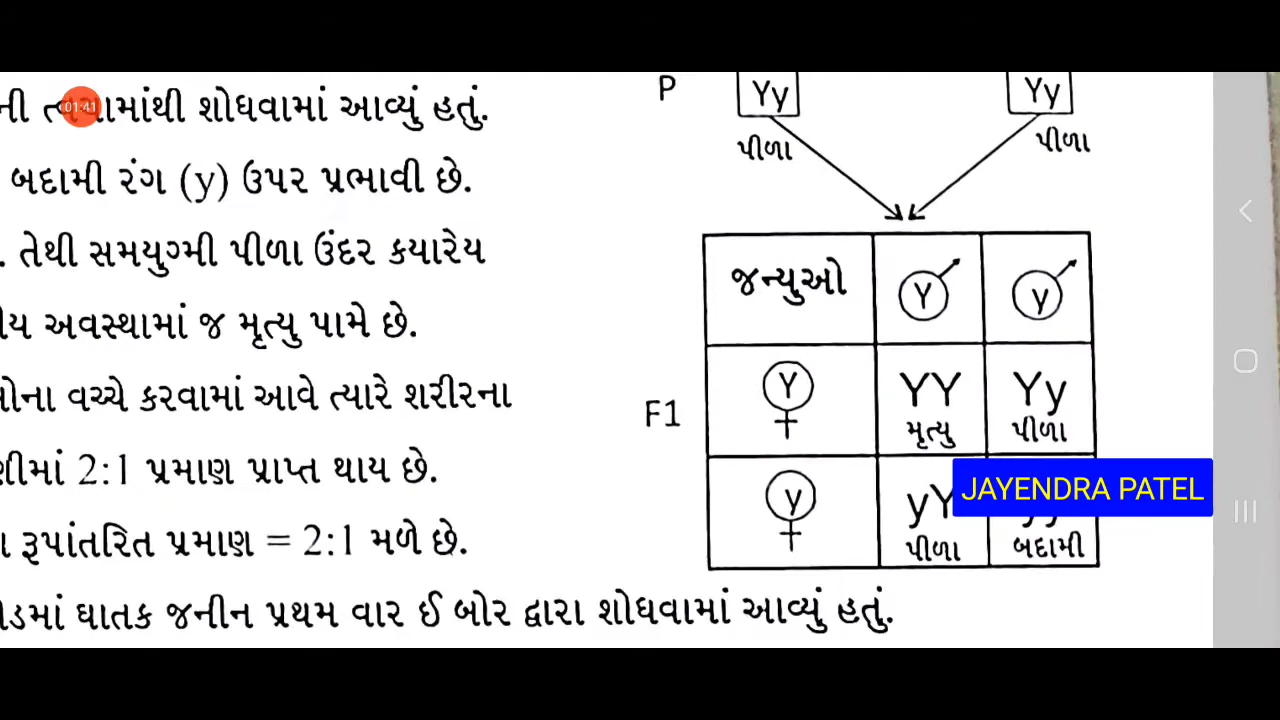 ની ત્વચામાંથી શોધવામાં આવ્યું હતું.
01:41
બદામી રંગ (y) ઉપર પ્રભાવી છે.
. તેથી સમયુગ્મી પીળા ઉંદર કયારેય
અવસ્થામાં જ મૃત્યુ પામે છે.
વચ્ચે કરવામાં આવે ત્યારે શરીરના
2:1 પ્રમાણ પ્રાપ્ત થાય છે.
રૂપાંતરિત પ્રમાણ = 2:1 મળે છે.
ઘાતક જનીન પ્રથમ વાર ઈ બોર દ્વારા શોધવામાં આવ્યું હતું.
P Yy Yy
પીળા પીળા
જન્યુઓ Y y
F1 Y YY Yy
મૃત્યુ પીળા
y yY
પીળા બદામી
JAYENDRA PATEL